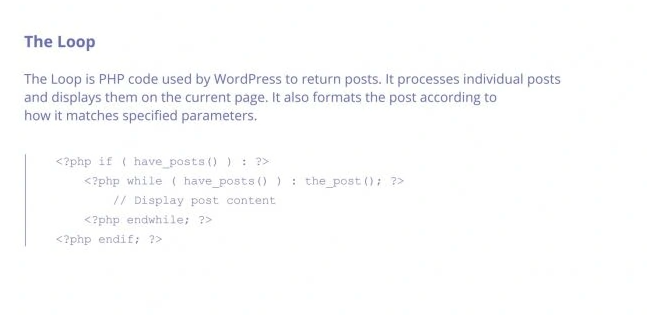 The Loop
The Loop is PHP code used by WordPress to return posts. It processes individual posts
and displays them on the current page. It also formats the post according to
how it matches specified parameters.
<?php if ( have_posts() ) : ?>
<?php while ( have_posts() ) : the_post(); ?>
// Display post content
<?php endwhile; ?>
<?php endif; ?>